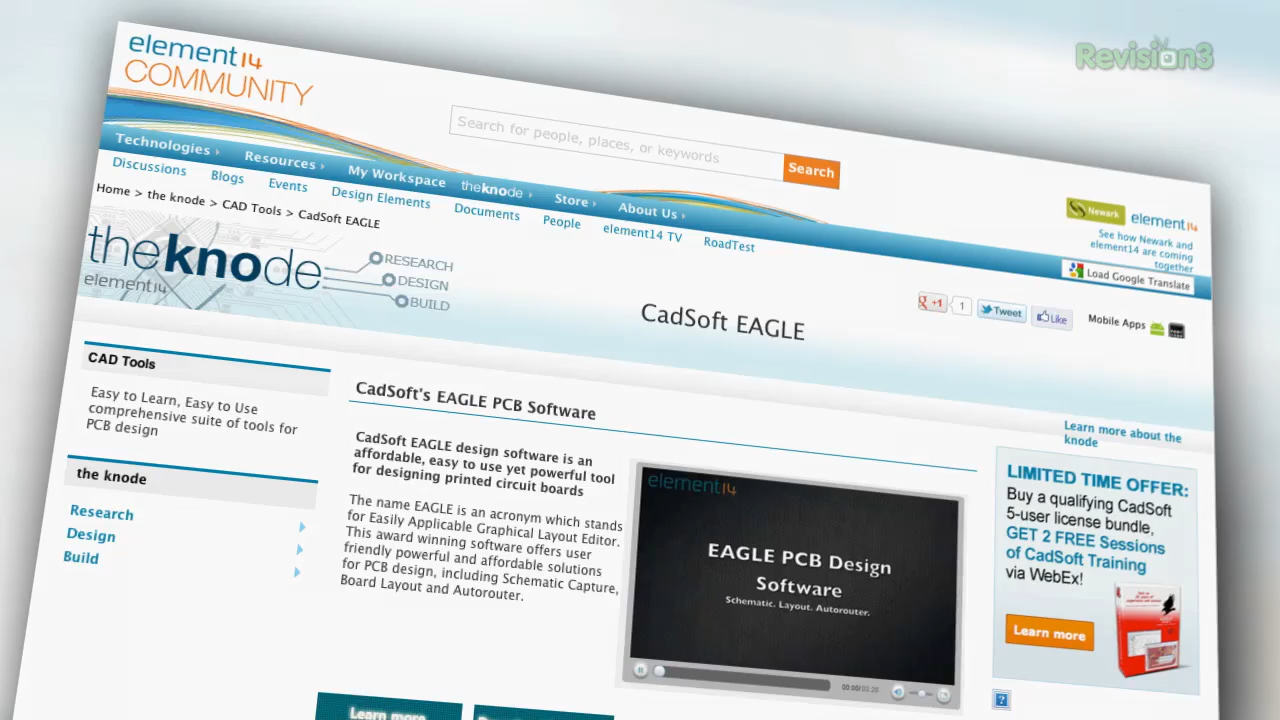 Revision3
element14
COMMUNITY
Search for people, places, or keywords
Search
Technologies
Resources
My Workspace
theknode
Store
About Us
Discussions
Blogs
Events
Design Elements
Documents
People
element14 TV
RoadTest
Newark
element14
See how Newark and
element14 are coming
together
Load Google Translate
Home > the knode > CAD Tools > CadSoft EAGLE
theknode
element14
RESEARCH
DESIGN
BUILD
CadSoft EAGLE
+1
1
Tweet
Like
Mobile Apps
Learn more about the
knode
CAD Tools
Easy to Learn, Easy to Use
comprehensive suite of tools for
PCB design
the knode
Research
Design
Build
CadSoft's EAGLE PCB Software
CadSoft EAGLE design software is an
affordable, easy to use yet powerful tool
for designing printed circuit boards
The name EAGLE is an acronym which stands
for Easily Applicable Graphical Layout Editor.
This award winning software offers user
friendly powerful and affordable solutions
for PCB design, including Schematic Capture,
Board Layout and Autorouter.
element14
EAGLE PCB Design
Software
Schematic. Layout. Autorouter.
LIMITED TIME OFFER:
Buy a qualifying CadSoft
5-user license bundle,
GET 2 FREE Sessions
of CadSoft Training
via WebEx!
Learn more
Learn more